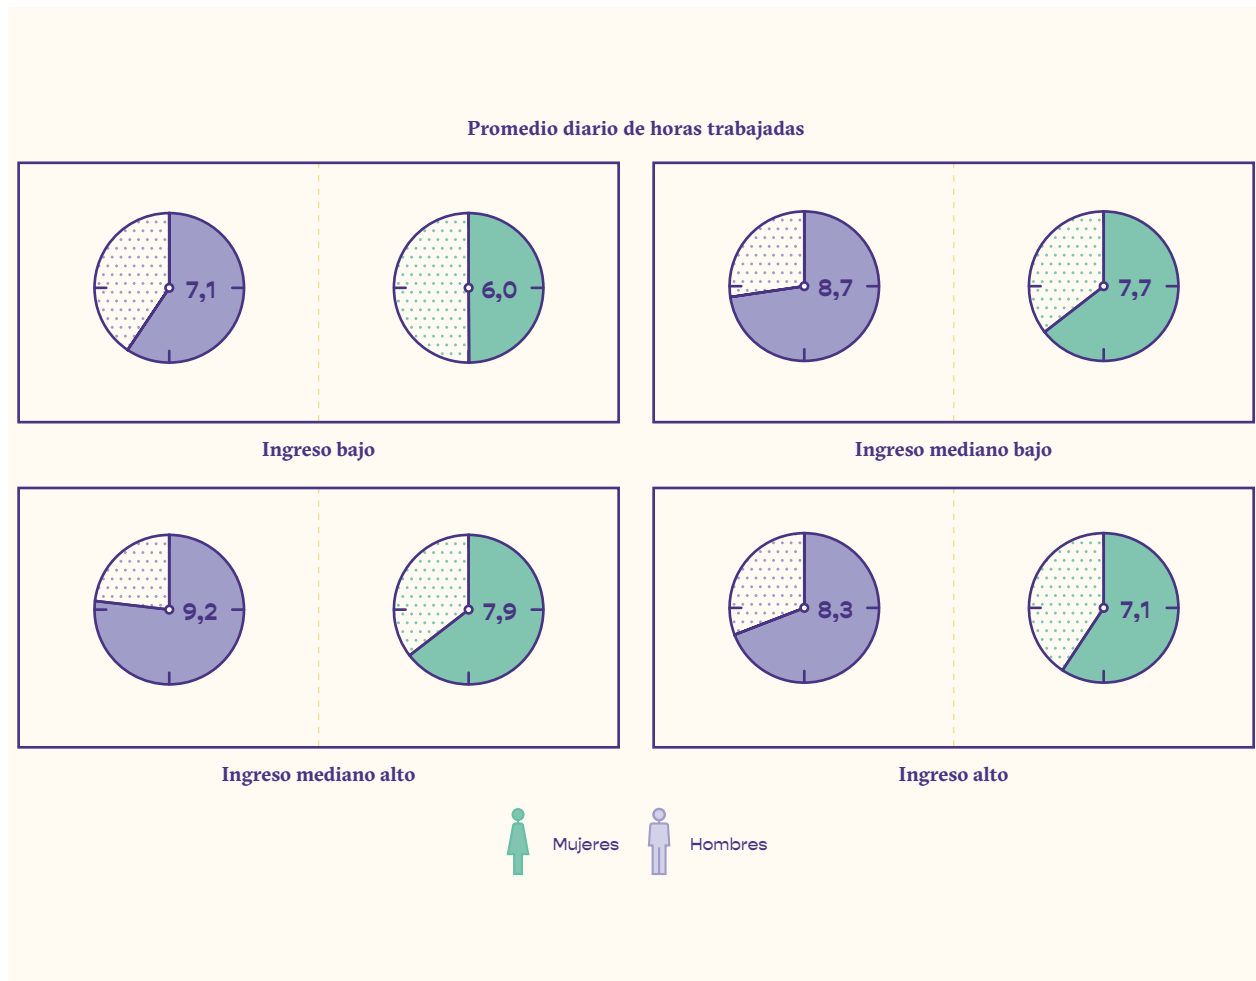 Promedio diario de horas trabajadas
7,1
6,0
8,7
7,7
Ingreso bajo
Ingreso mediano bajo
9,2
7,9
8,3
7,1
Ingreso mediano alto
Ingreso alto
Mujeres
Hombres